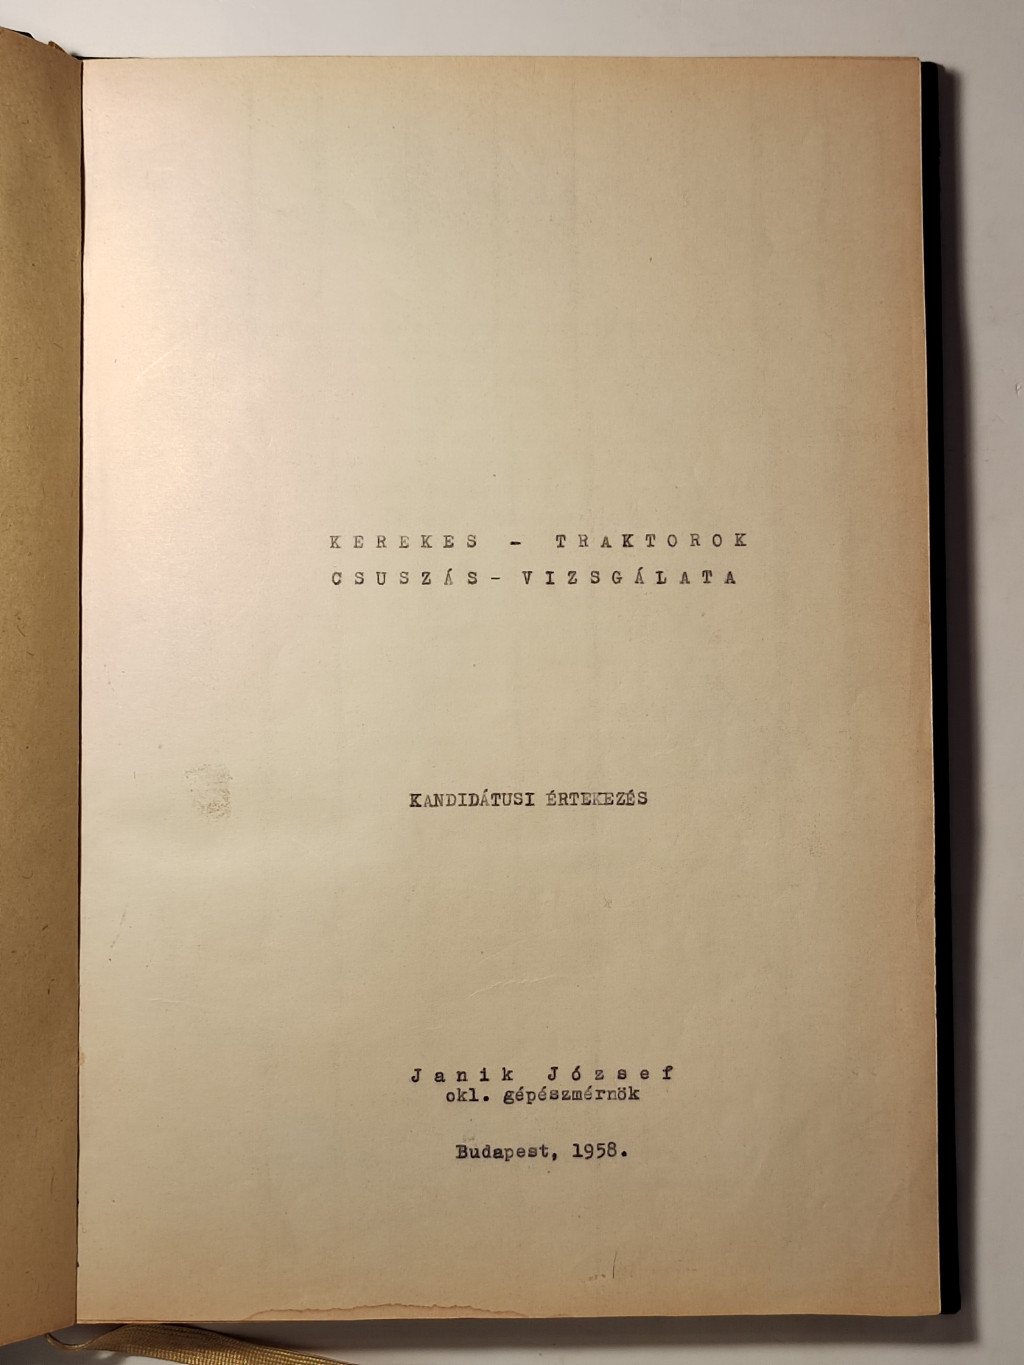 KEREKES - TRAKTOROK
CSUSZÁS- VIZSGÁLATA
KANDIDÁTUSI ÉRTEKEZÉS
Janik József
okl. gépészmérnök
Budapest, 1958.